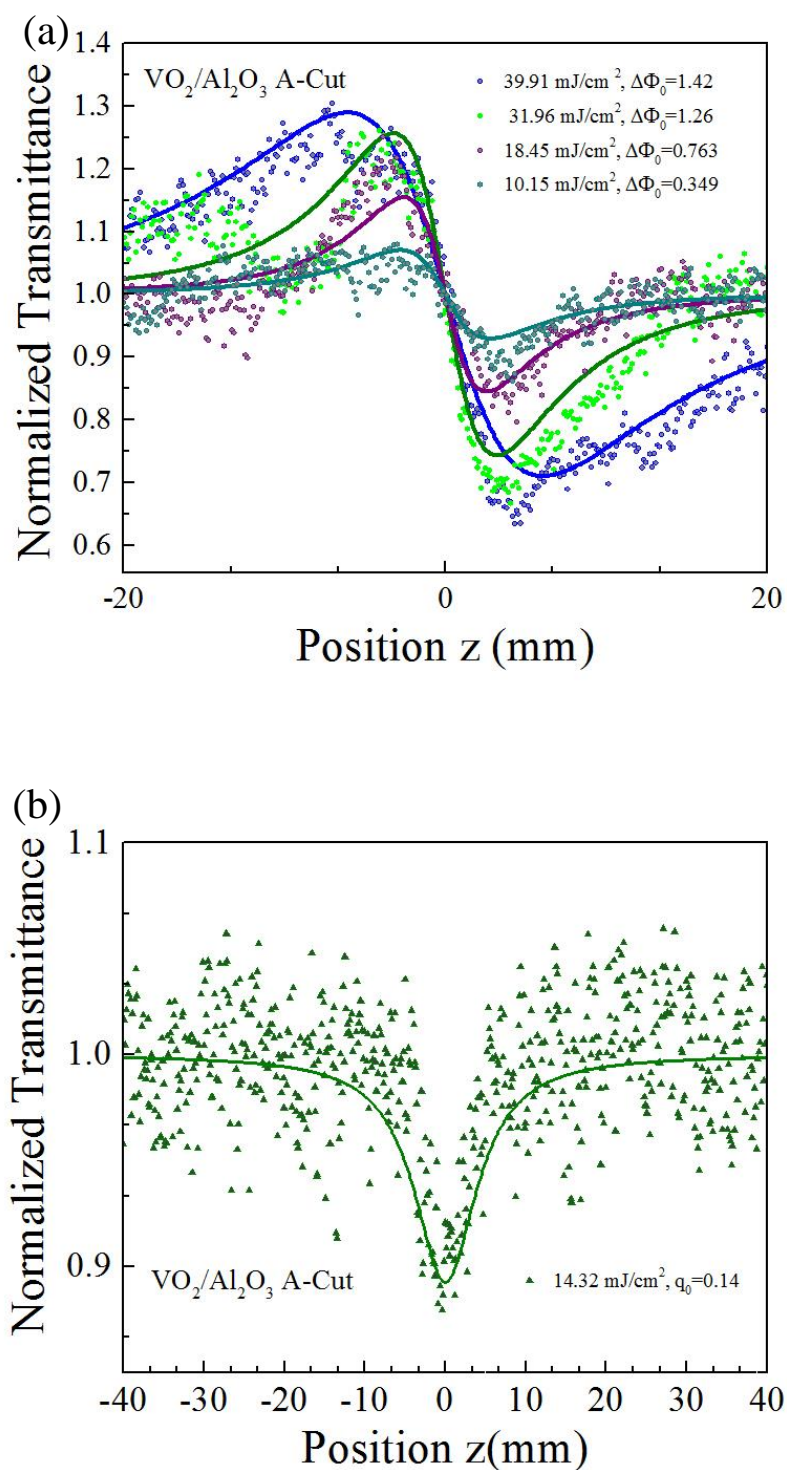 (a)
1.4
1.3
1.2
1.1
1.0
0.9
0.8
0.7
0.6
Normalized Transmittance
VO₂/Al₂O₃ A-Cut
39.91 mJ/cm², ΔΦ₀=1.42
31.96 mJ/cm², ΔΦ₀=1.26
18.45 mJ/cm², ΔΦ₀=0.763
10.15 mJ/cm², ΔΦ₀=0.349
-20 0 20
Position z (mm)
(b)
1.1
1.0
0.9
Normalized Transmittance
VO₂/Al₂O₃ A-Cut
14.32 mJ/cm², q₀=0.14
-40 -30 -20 -10 0 10 20 30 40
Position z(mm)